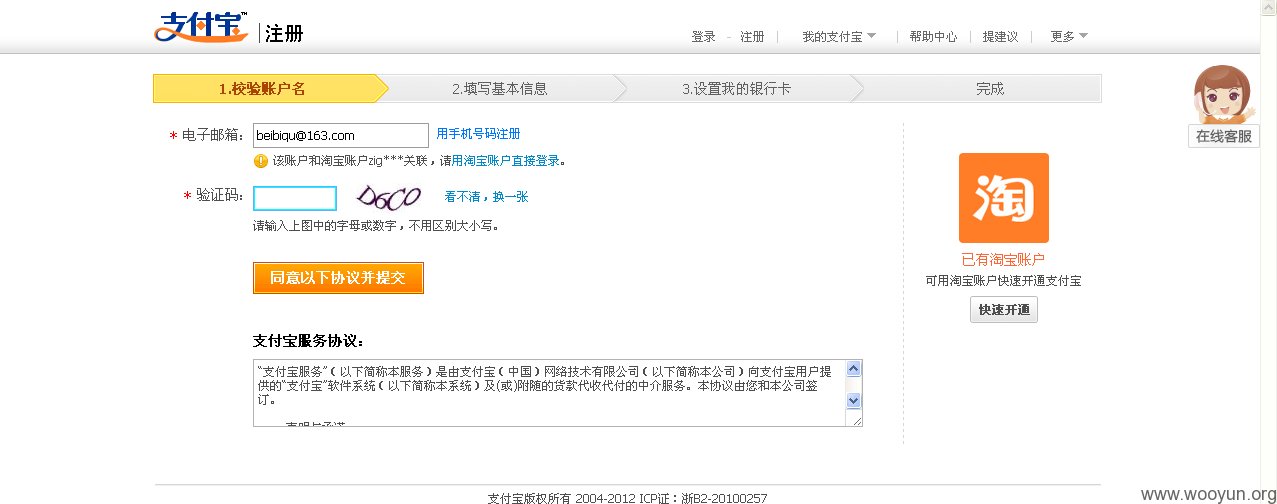 支付宝™ | 注册
登录 - 注册 | 我的支付宝 | 帮助中心 | 提建议 | 更多
1.校验账户名 2.填写基本信息 3.设置我的银行卡 完成
在线客服
* 电子邮箱： beibiqu@163.com 用手机号码注册
该账户和淘宝账户zig***关联，请用淘宝账户直接登录。
* 验证码： D6CO 看不清，换一张
请输入上图中的字母或数字，不用区别大小写。
同意以下协议并提交
淘
已有淘宝账户
可用淘宝账户快速开通支付宝
快速开通
支付宝服务协议：
“支付宝服务”（以下简称本服务）是由支付宝（中国）网络技术有限公司（以下简称本公司）向支付宝用户提
供的“支付宝”软件系统（以下简称本系统）及(或)附随的货款代收代付的中介服务。本协议由您和本公司签
订。
声明与承诺
支付宝版权所有 2004-2012 ICP证：浙B2-20100257
www.wooyun.org